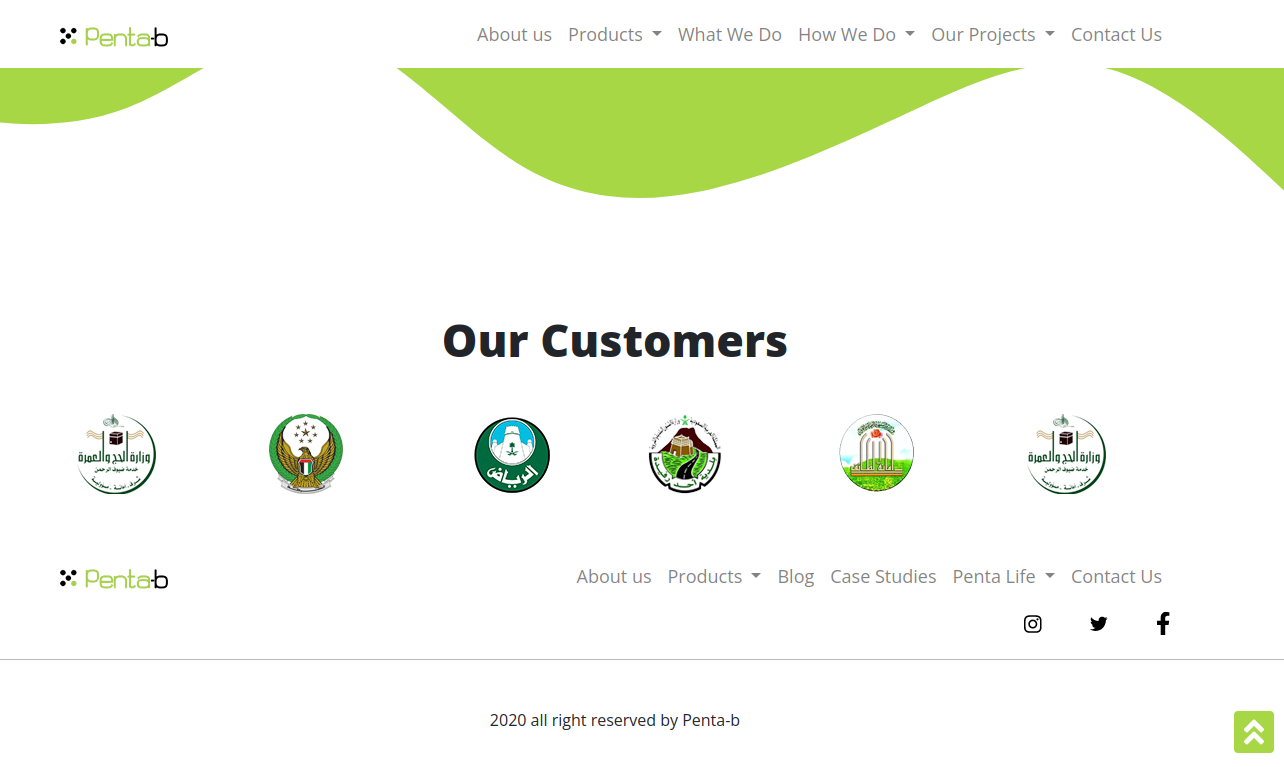 Penta-b
About us Products What We Do How We Do Our Projects Contact Us
Our Customers
وزارة الحج والعمرة
خدمة ضيوف الرحمن
الرياض
وزارة الحج والعمرة
خدمة ضيوف الرحمن
Penta-b
About us Products Blog Case Studies Penta Life Contact Us
2020 all right reserved by Penta-b